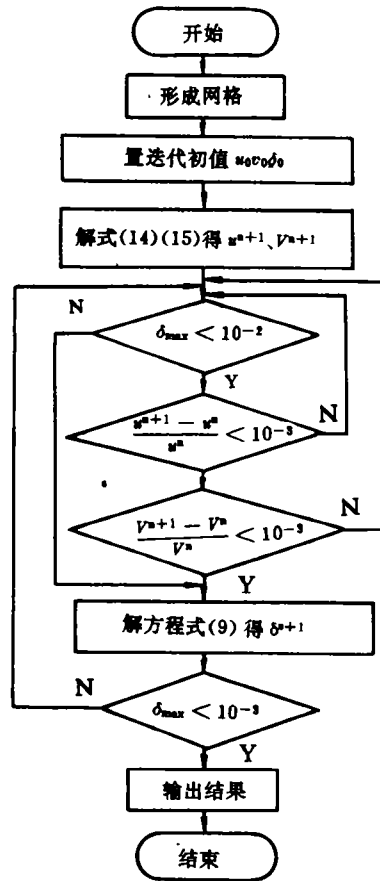 开始
形成网格
置迭代初值 u₀v₀δ₀
解式(14)(15)得 uⁿ⁺¹、Vⁿ⁺¹
N
δmax < 10⁻²
Y
(uⁿ⁺¹ − uⁿ)/uⁿ < 10⁻³
N
(Vⁿ⁺¹ − Vⁿ)/Vⁿ < 10⁻³
N
Y
解方程式(9) 得 δⁿ⁺¹
N
δmax < 10⁻³
Y
输出结果
结束